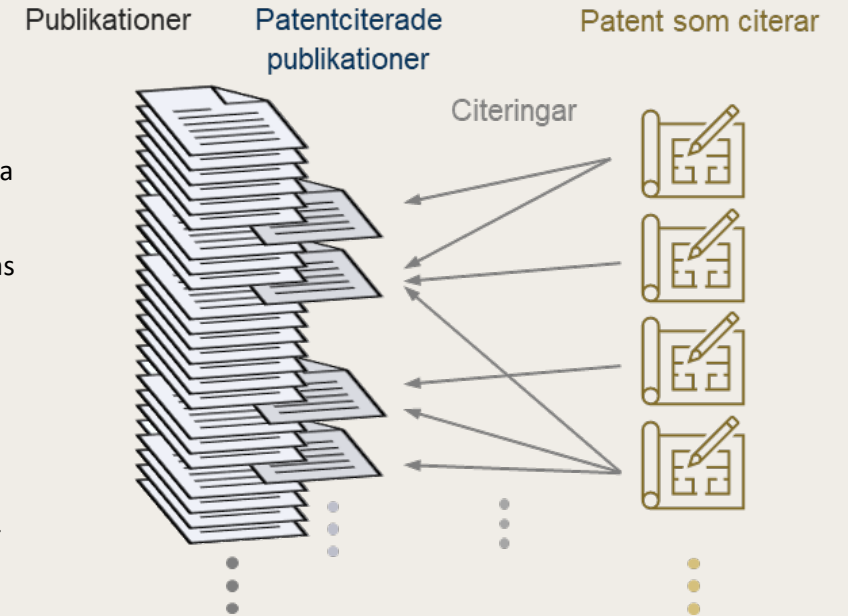 Publikationer
Patentciterade
publikationer
Patent som citerar
Citeringar
a